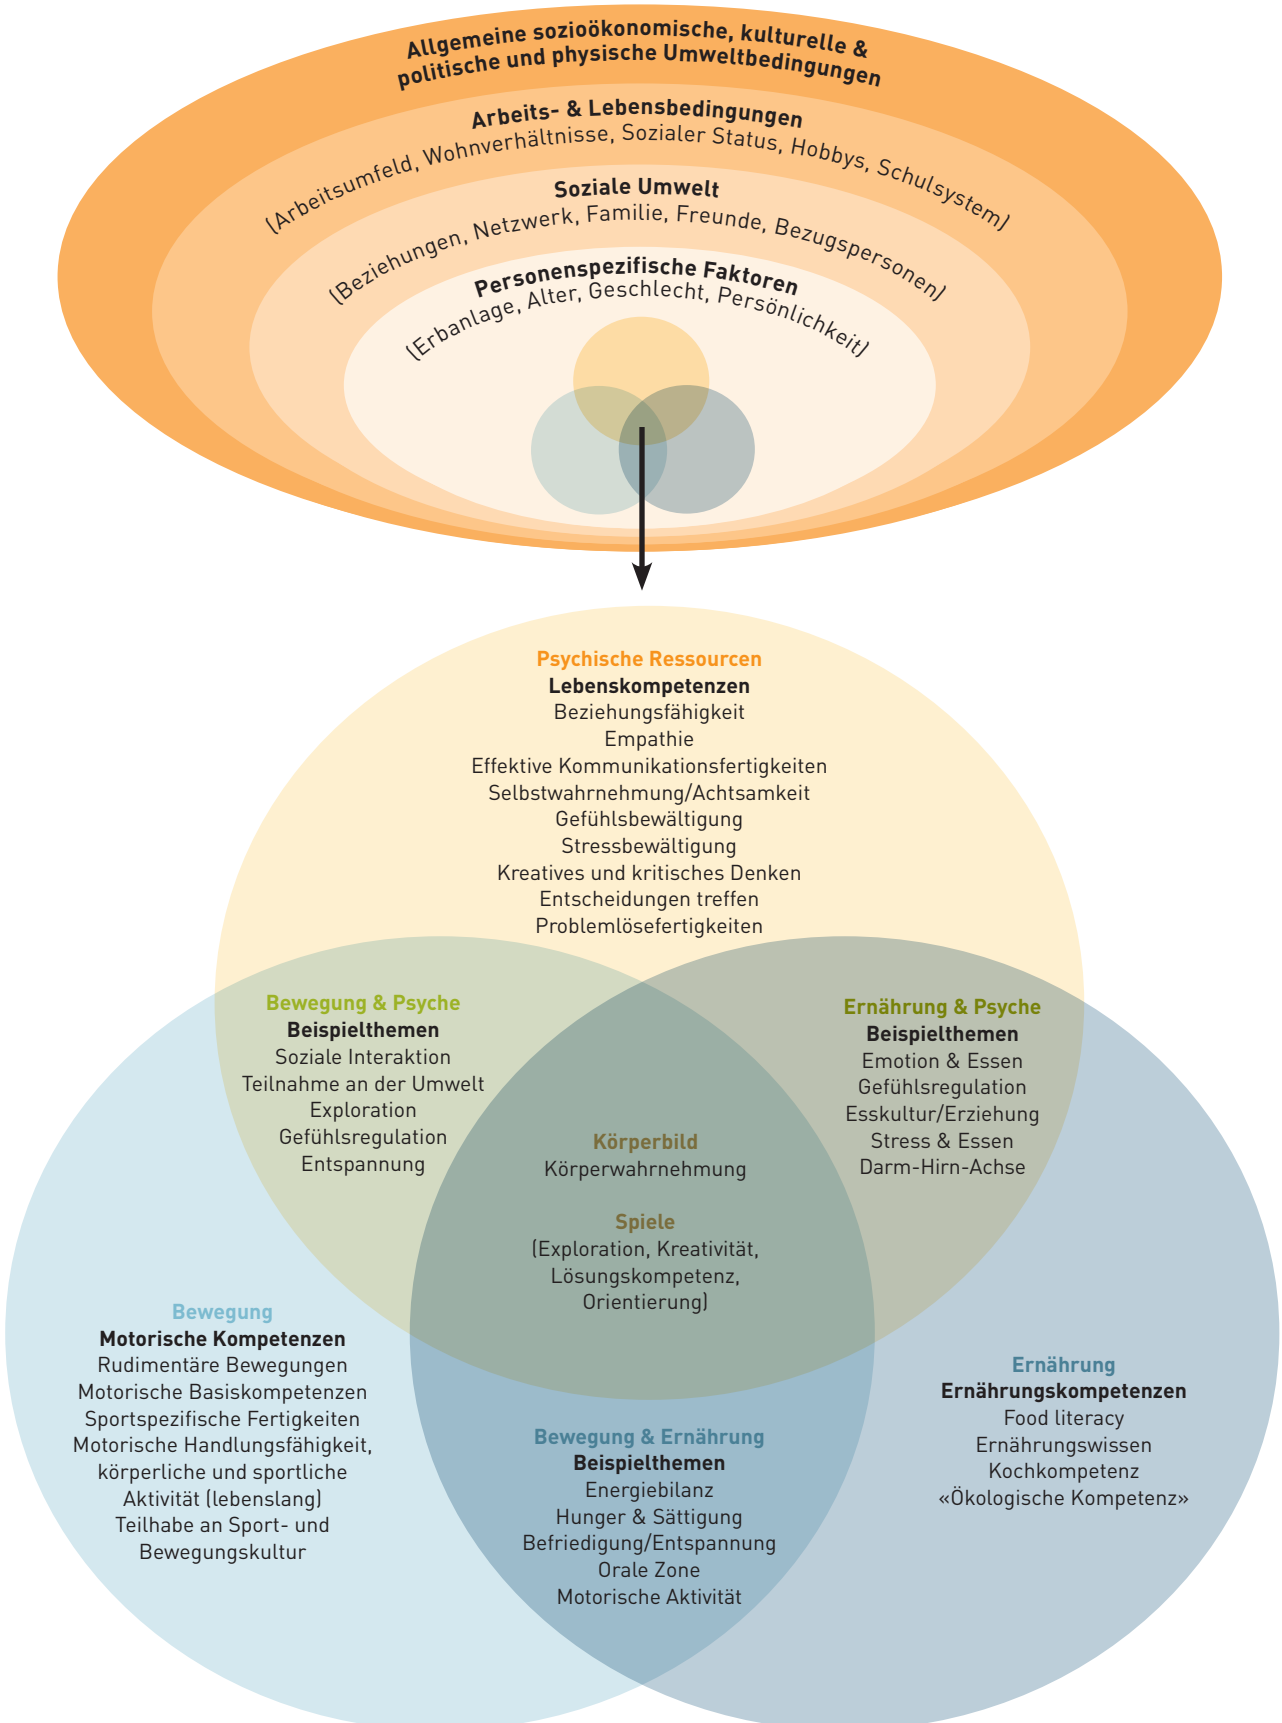 Allgemeine sozioökonomische, kulturelle &
politische und physische Umweltbedingungen
Arbeits- & Lebensbedingungen
(Arbeitsumfeld, Wohnverhältnisse, Sozialer Status, Hobbys, Schulsystem)
Soziale Umwelt
(Beziehungen, Netzwerk, Familie, Freunde, Bezugspersonen)
Personenspezifische Faktoren
(Erbanlage, Alter, Geschlecht, Persönlichkeit)
Psychische Ressourcen
Lebenskompetenzen
Beziehungsfähigkeit
Empathie
Effektive Kommunikationsfertigkeiten
Selbstwahrnehmung/Achtsamkeit
Gefühlsbewältigung
Stressbewältigung
Kreatives und kritisches Denken
Entscheidungen treffen
Problemlösefertigkeiten
Bewegung & Psyche
Beispielthemen
Soziale Interaktion
Teilnahme an der Umwelt
Exploration
Gefühlsregulation
Entspannung
Ernährung & Psyche
Beispielthemen
Emotion & Essen
Gefühlsregulation
Esskultur/Erziehung
Stress & Essen
Darm-Hirn-Achse
Körperbild
Körperwahrnehmung
Spiele
(Exploration, Kreativität,
Lösungskompetenz,
Orientierung)
Bewegung
Motorische Kompetenzen
Rudimentäre Bewegungen
Motorische Basiskompetenzen
Sportspezifische Fertigkeiten
Motorische Handlungsfähigkeit,
körperliche und sportliche
Aktivität (lebenslang)
Teilhabe an Sport- und
Bewegungskultur
Ernährung
Ernährungskompetenzen
Food literacy
Ernährungswissen
Kochkompetenz
«Ökologische Kompetenz»
Bewegung & Ernährung
Beispielthemen
Energiebilanz
Hunger & Sättigung
Befriedigung/Entspannung
Orale Zone
Motorische Aktivität